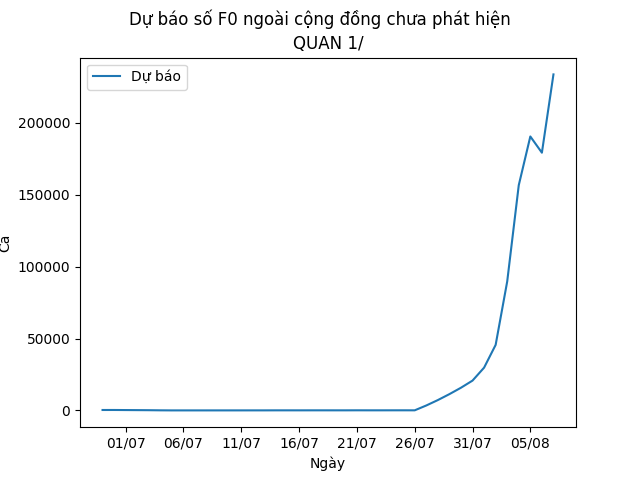 Dự báo số F0 ngoài cộng đồng chưa phát hiện
QUAN 1/
Dự báo
200000
150000
100000
50000
0
Ca
01/07 06/07 11/07 16/07 21/07 26/07 31/07 05/08
Ngày